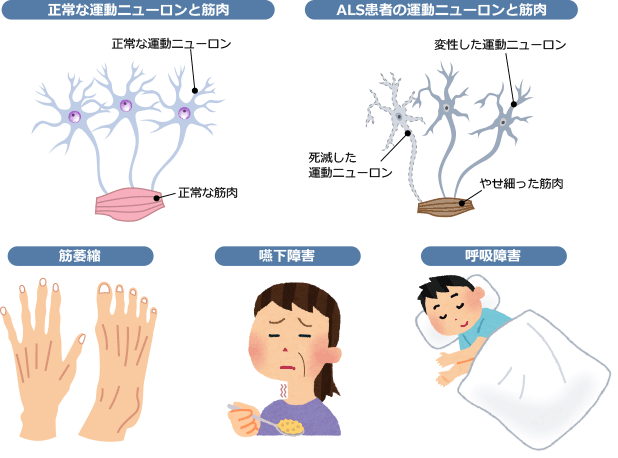 正常な運動ニューロンと筋肉
ALS患者の運動ニューロンと筋肉
正常な運動ニューロン
変性した運動ニューロン
死滅した
運動ニューロン
正常な筋肉
やせ細った筋肉
筋萎縮
嚥下障害
呼吸障害